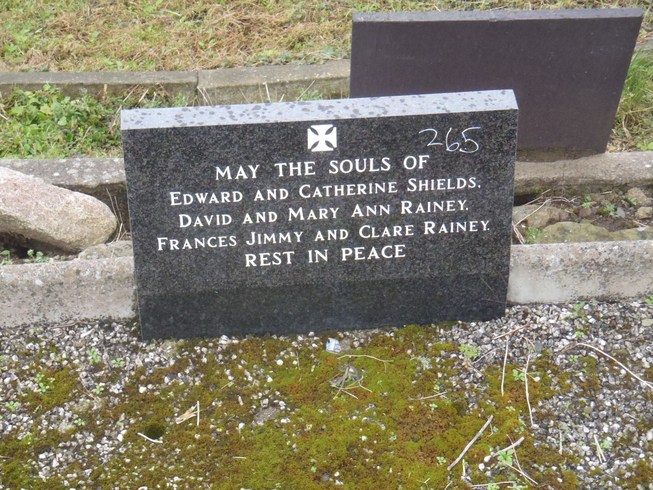 265
MAY THE SOULS OF
EDWARD AND CATHERINE SHIELDS.
DAVID AND MARY ANN RAINEY.
FRANCES JIMMY AND CLARE RAINEY.
REST IN PEACE